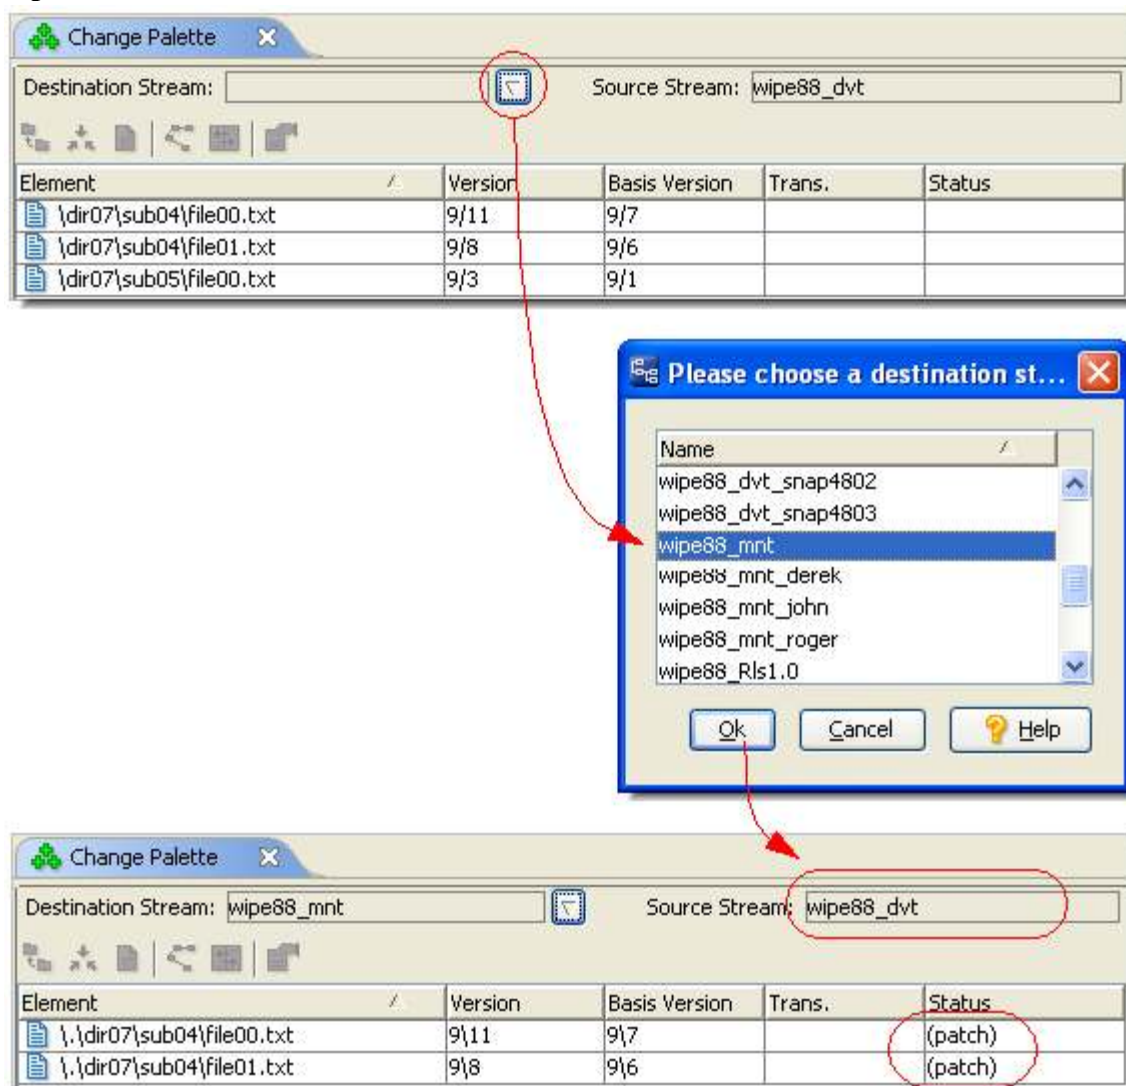 Change Palette
Destination Stream: Source Stream: wipe88_dvt
Element Version Basis Version Trans. Status
\dir07\sub04\file00.txt 9/11 9/7
\dir07\sub04\file01.txt 9/8 9/6
\dir07\sub05\file00.txt 9/3 9/1
Please choose a destination st...
Name
wipe88_dvt_snap4802
wipe88_dvt_snap4803
wipe88_mnt
wipe88_mnt_derek
wipe88_mnt_john
wipe88_mnt_roger
wipe88_Rls1.0
Ok Cancel Help
Change Palette
Destination Stream: wipe88_mnt Source Stream: wipe88_dvt
Element Version Basis Version Trans. Status
\.\dir07\sub04\file00.txt 9\11 9\7 (patch)
\.\dir07\sub04\file01.txt 9\8 9\6 (patch)